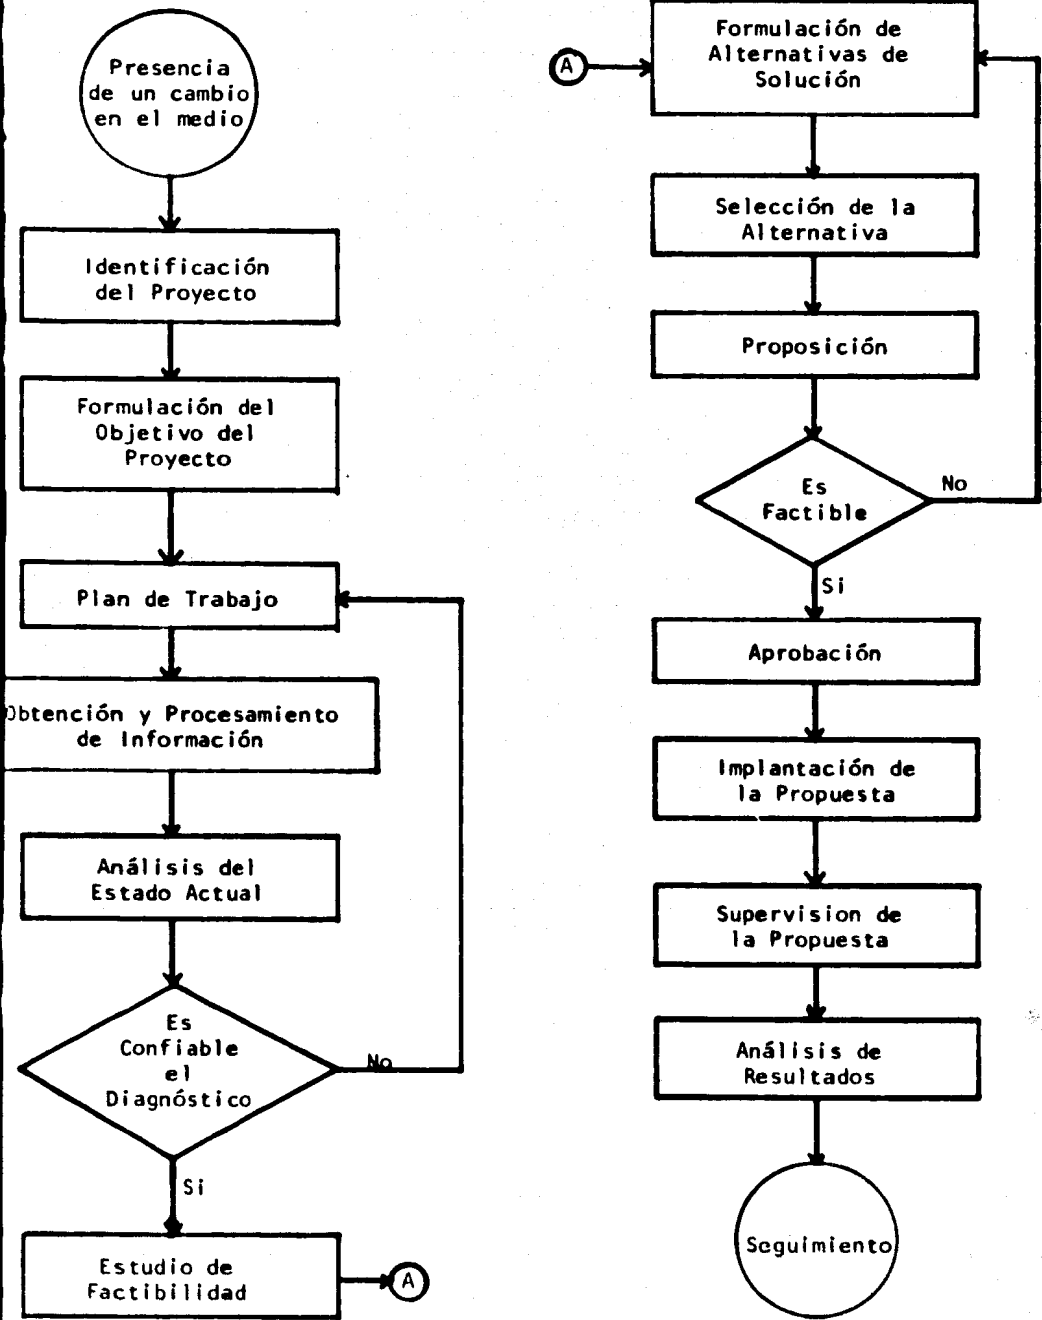 Presencia
de un cambio
en el medio
Identificación
del Proyecto
Formulación del
Objetivo del
Proyecto
Plan de Trabajo
Obtención y Procesamiento
de Información
Análisis del
Estado Actual
Es
Confiable
el
Diagnóstico
No
Si
Estudio de
Factibilidad
A
A
Formulación de
Alternativas de
Solución
Selección de la
Alternativa
Proposición
Es
Factible
No
Si
Aprobación
Implantación de
la Propuesta
Supervision de
la Propuesta
Análisis de
Resultados
Seguimiento